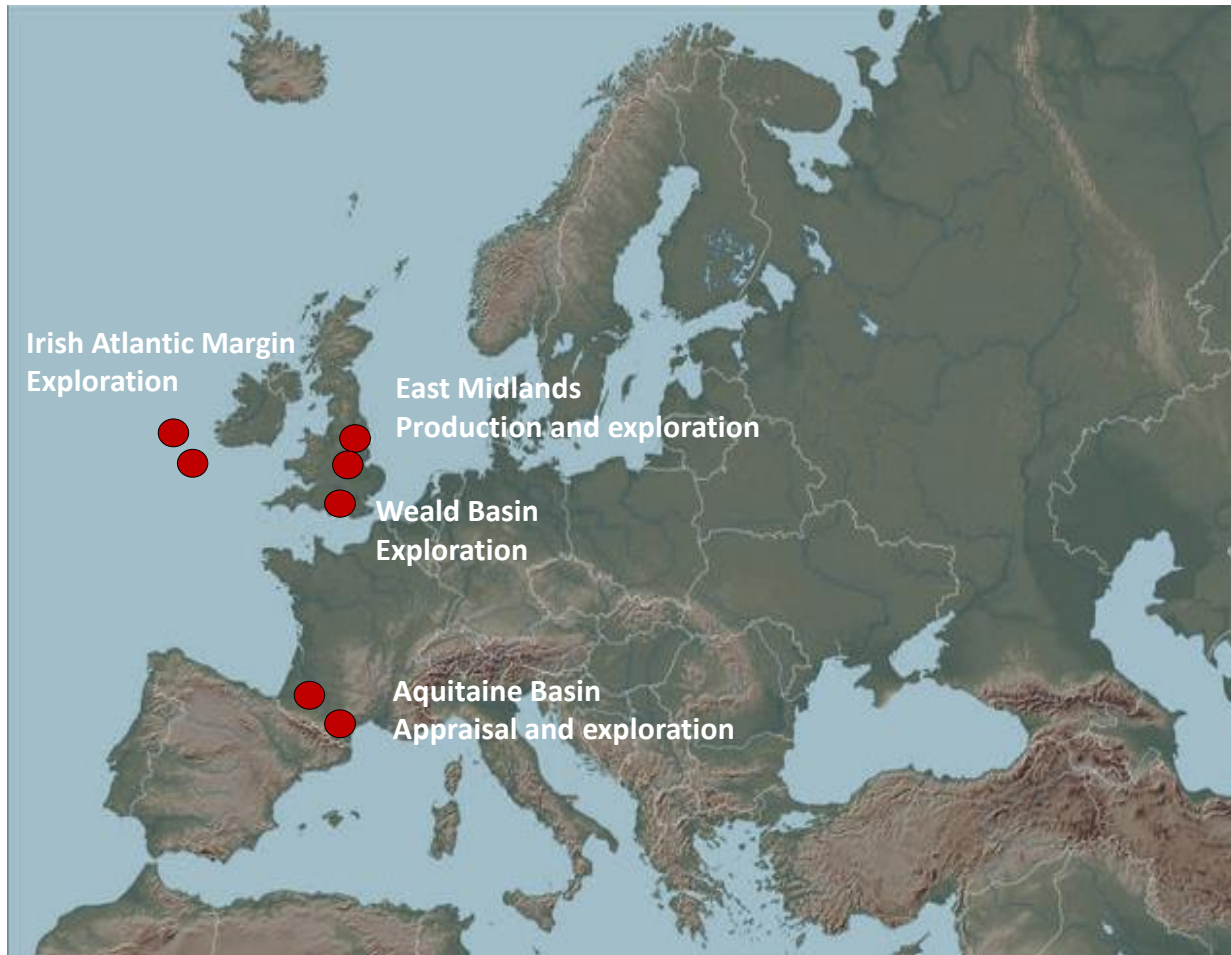 Irish Atlantic Margin
Exploration
East Midlands
Production and exploration
Weald Basin
Exploration
Aquitaine Basin
Appraisal and exploration